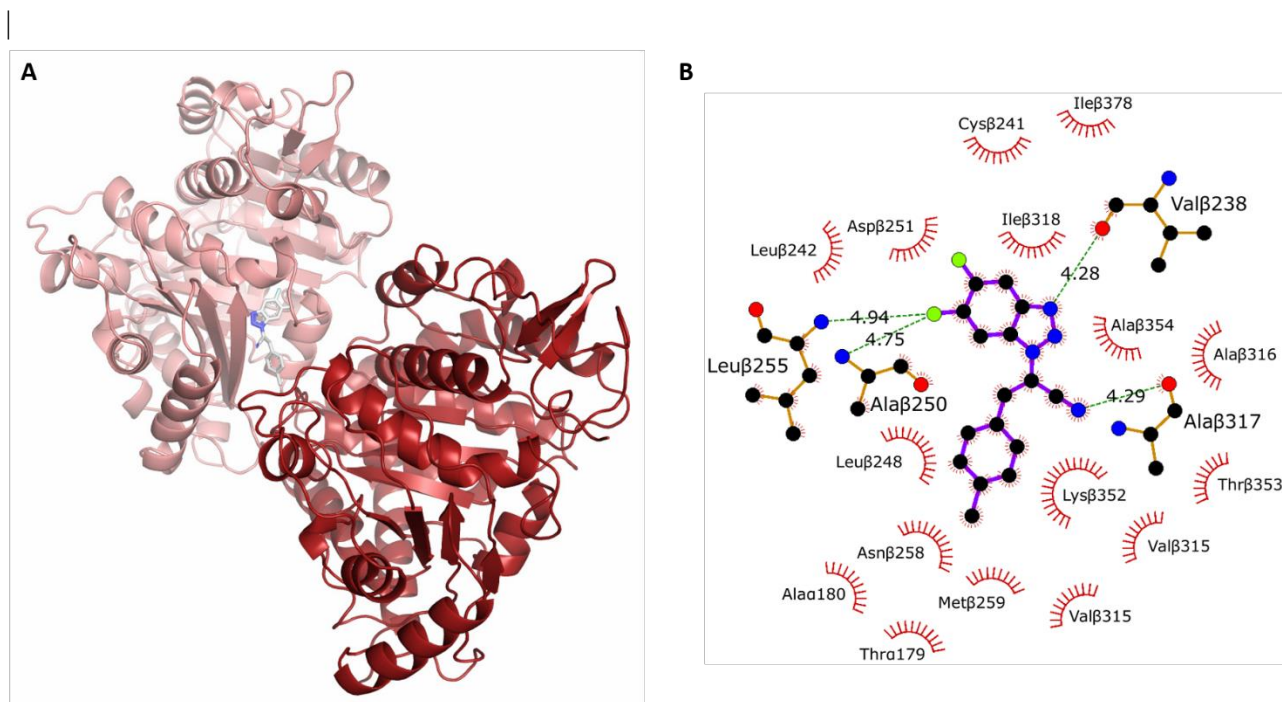 A
B
Ileβ378
Cysβ241
Valβ238
Aspβ251
Ileβ318
Leuβ242
4.28
4.94
4.75
Alaβ354
Alaβ316
Leuβ255
Alaβ250
4.29
Alaβ317
Leuβ248
Lysβ352
Thrβ353
Valβ315
Asnβ258
Alaα180
Metβ259
Valβ315
Thrα179